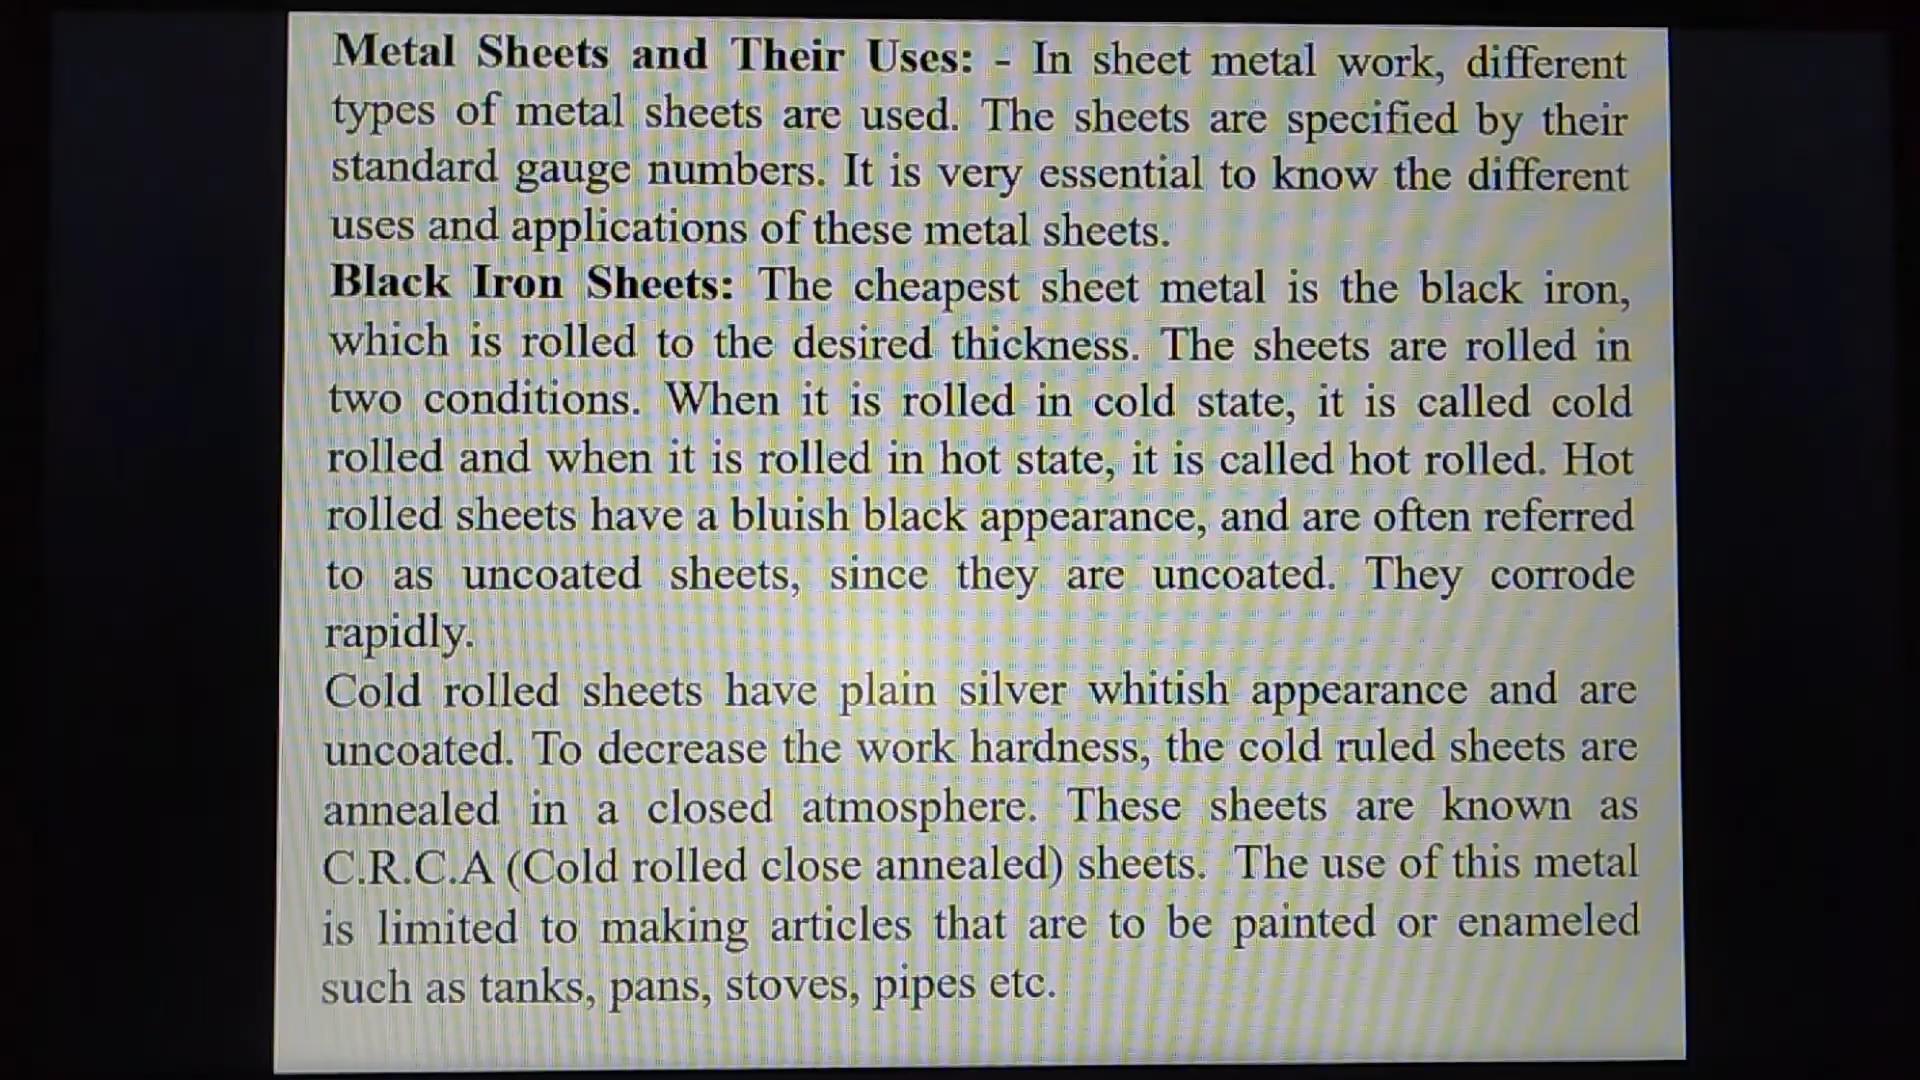 Metal Sheets and Their Uses: - In sheet metal work, different
types of metal sheets are used. The sheets are specified by their
standard gauge numbers. It is very essential to know the different
uses and applications of these metal sheets.
Black Iron Sheets: The cheapest sheet metal is the black iron,
which is rolled to the desired thickness. The sheets are rolled in
two conditions. When it is rolled in cold state, it is called cold
rolled and when it is rolled in hot state, it is called hot rolled. Hot
rolled sheets have a bluish black appearance, and are often referred
to as uncoated sheets, since they are uncoated. They corrode
rapidly.
Cold rolled sheets have plain silver whitish appearance and are
uncoated. To decrease the work hardness, the cold ruled sheets are
annealed in a closed atmosphere. These sheets are known as
C.R.C.A (Cold rolled close annealed) sheets. The use of this metal
is limited to making articles that are to be painted or enameled
such as tanks, pans, stoves, pipes etc.